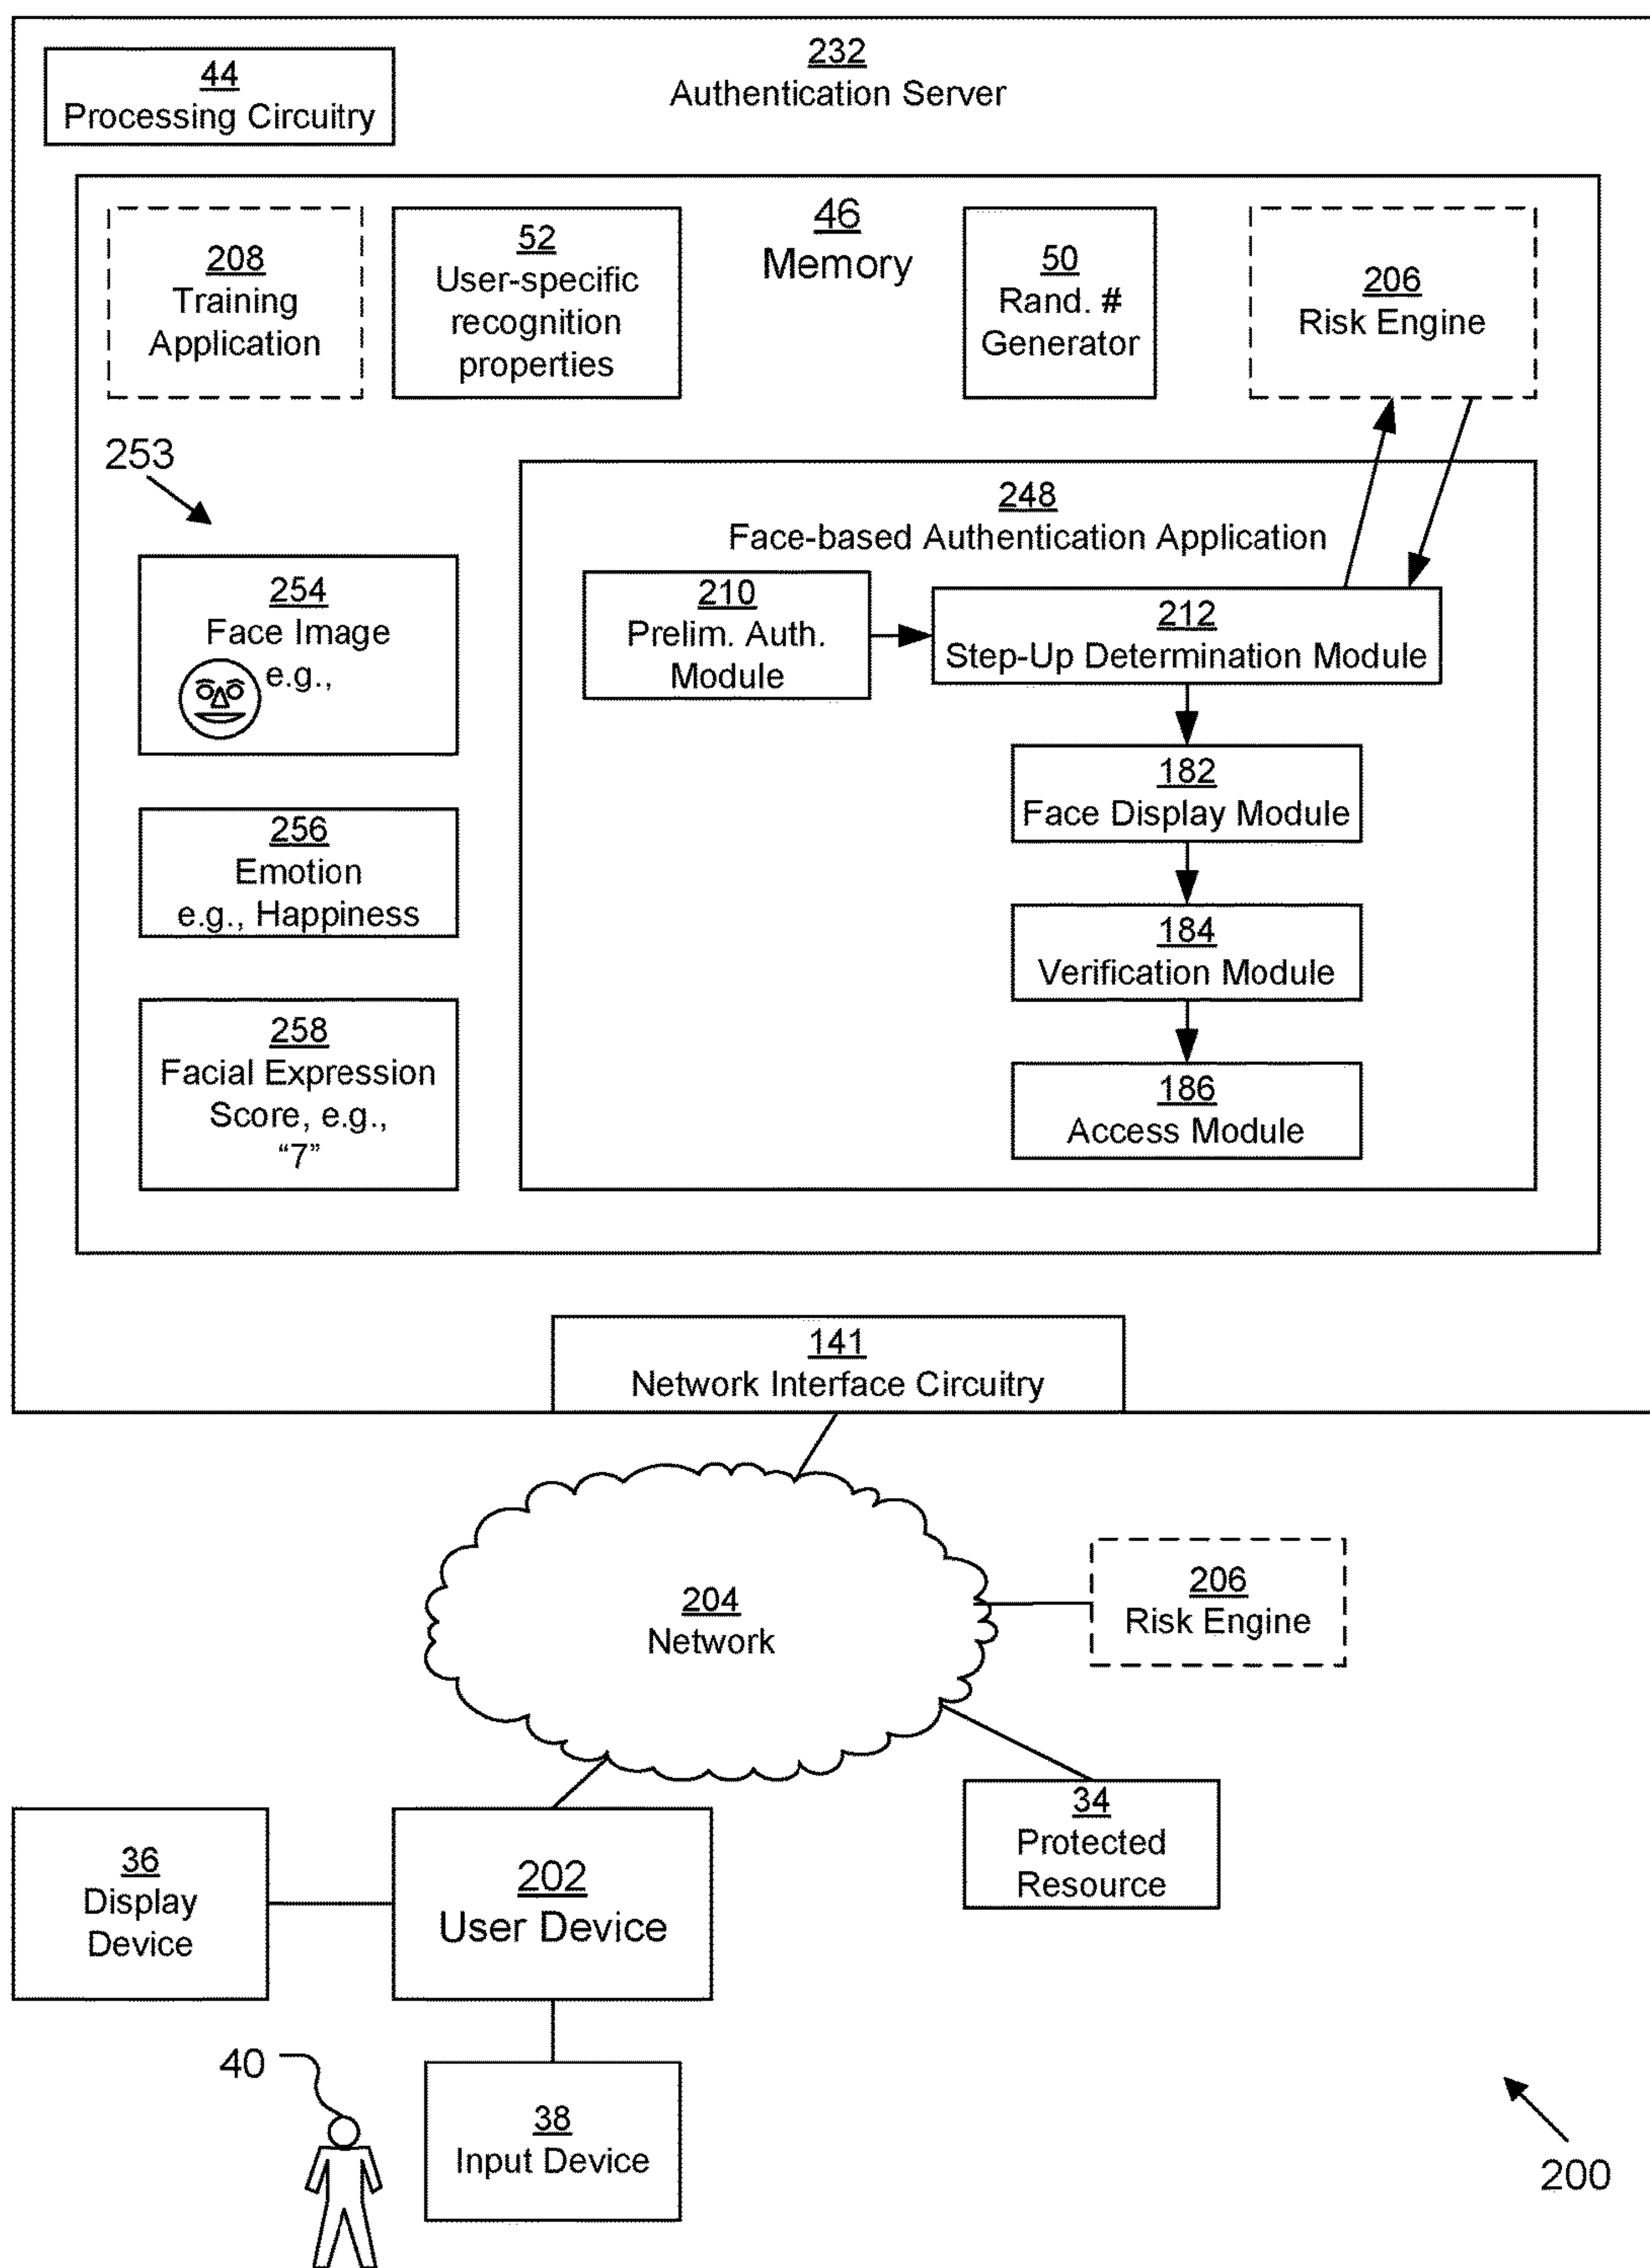 232
Authentication Server
44
Processing Circuitry
46
Memory
208
Training
Application
52
User-specific
recognition
properties
50
Rand. #
Generator
206
Risk Engine
253
254
Face Image
e.g.,
256
Emotion
e.g., Happiness
258
Facial Expression
Score, e.g.,
“7”
248
Face-based Authentication Application
210
Prelim. Auth.
Module
212
Step-Up Determination Module
182
Face Display Module
184
Verification Module
186
Access Module
141
Network Interface Circuitry
204
Network
206
Risk Engine
34
Protected
Resource
36
Display
Device
202
User Device
40
38
Input Device
200